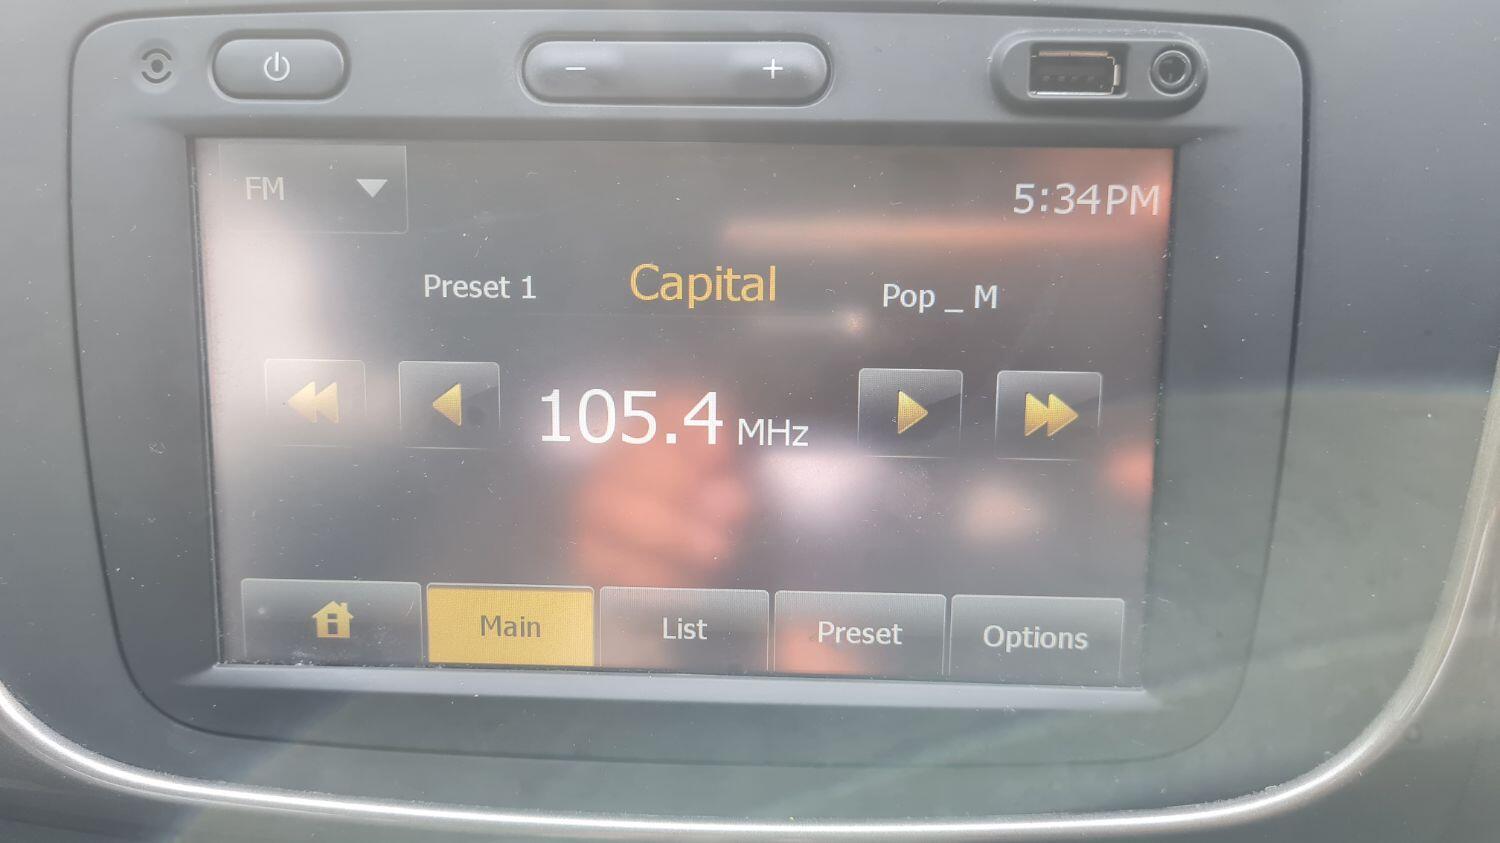 FM
5:34PM
Preset 1
Capital
Pop _ M
105.4 MHz
Main
List
Preset
Options